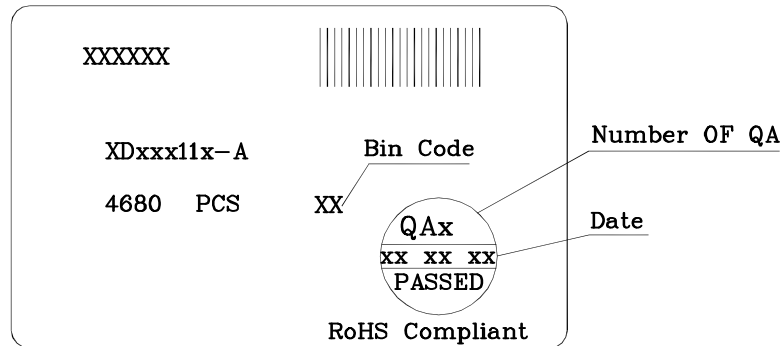 XXXXXX
XDxxx11x-A
Bin Code
Number OF QA
4680 PCS
XX
QAx
Date
xx xx xx
PASSED
RoHS Compliant